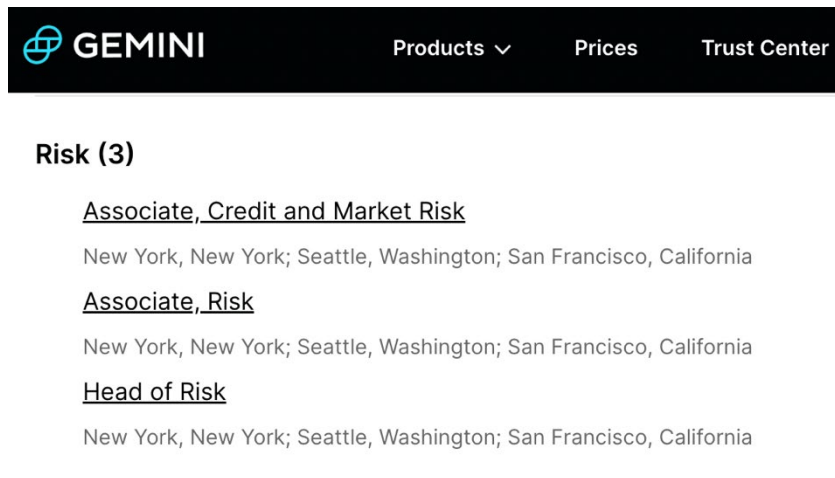 GEMINI
Products Prices Trust Center
Risk (3)
Associate, Credit and Market Risk
New York, New York; Seattle, Washington; San Francisco, California
Associate, Risk
New York, New York; Seattle, Washington; San Francisco, California
Head of Risk
New York, New York; Seattle, Washington; San Francisco, California